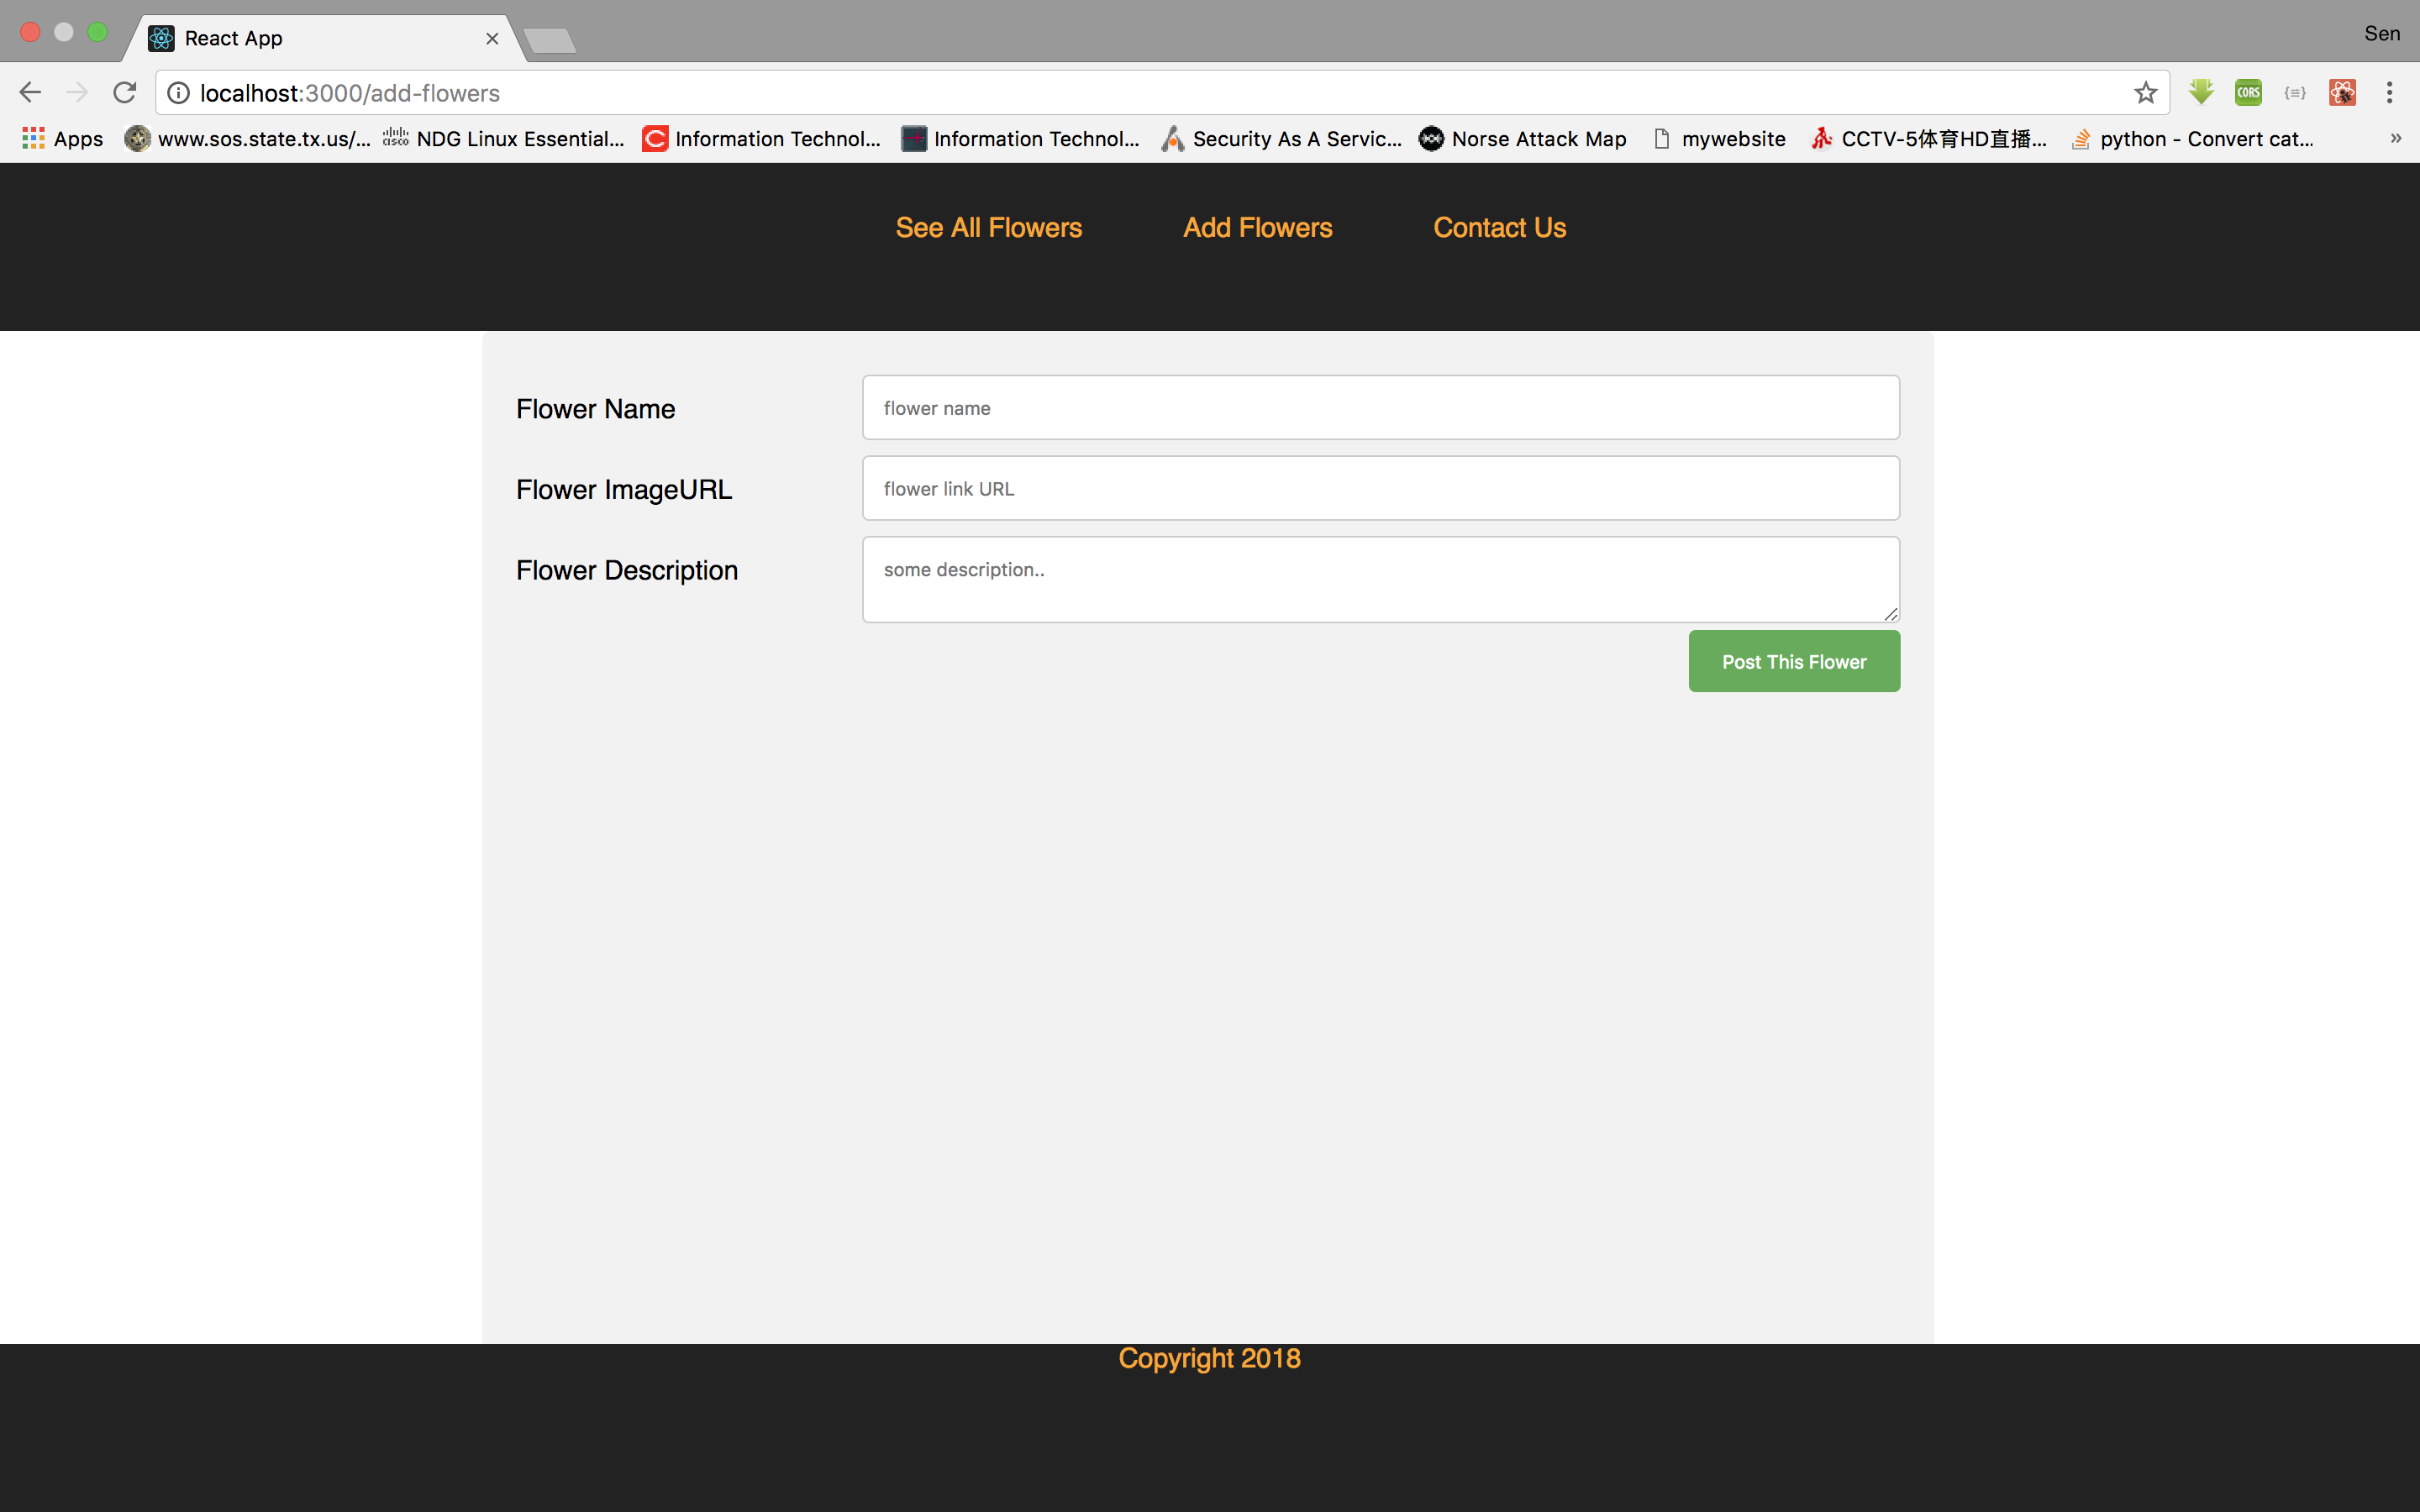 React App
Sen
localhost:3000/add-flowers
CORS
Apps www.sos.state.tx.us/... cisco NDG Linux Essential... Information Technol... Information Technol... Security As A Servic... Norse Attack Map mywebsite CCTV-5体育HD直播... python - Convert cat... »
See All Flowers Add Flowers Contact Us
Flower Name flower name
Flower ImageURL flower link URL
Flower Description some description..
Post This Flower
Copyright 2018